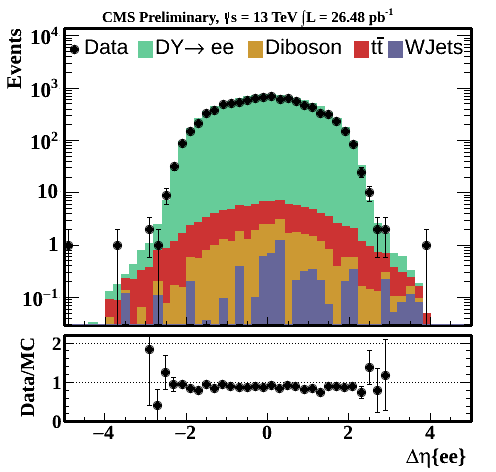 CMS Preliminary, √s = 13 TeV ∫L = 26.48 pb⁻¹
Events
Data DY→ ee Diboson tt̄ WJets
10⁴
10³
10²
10
1
10⁻¹
Data/MC
2
1
0
−4 −2 0 2 4
Δη{ee}